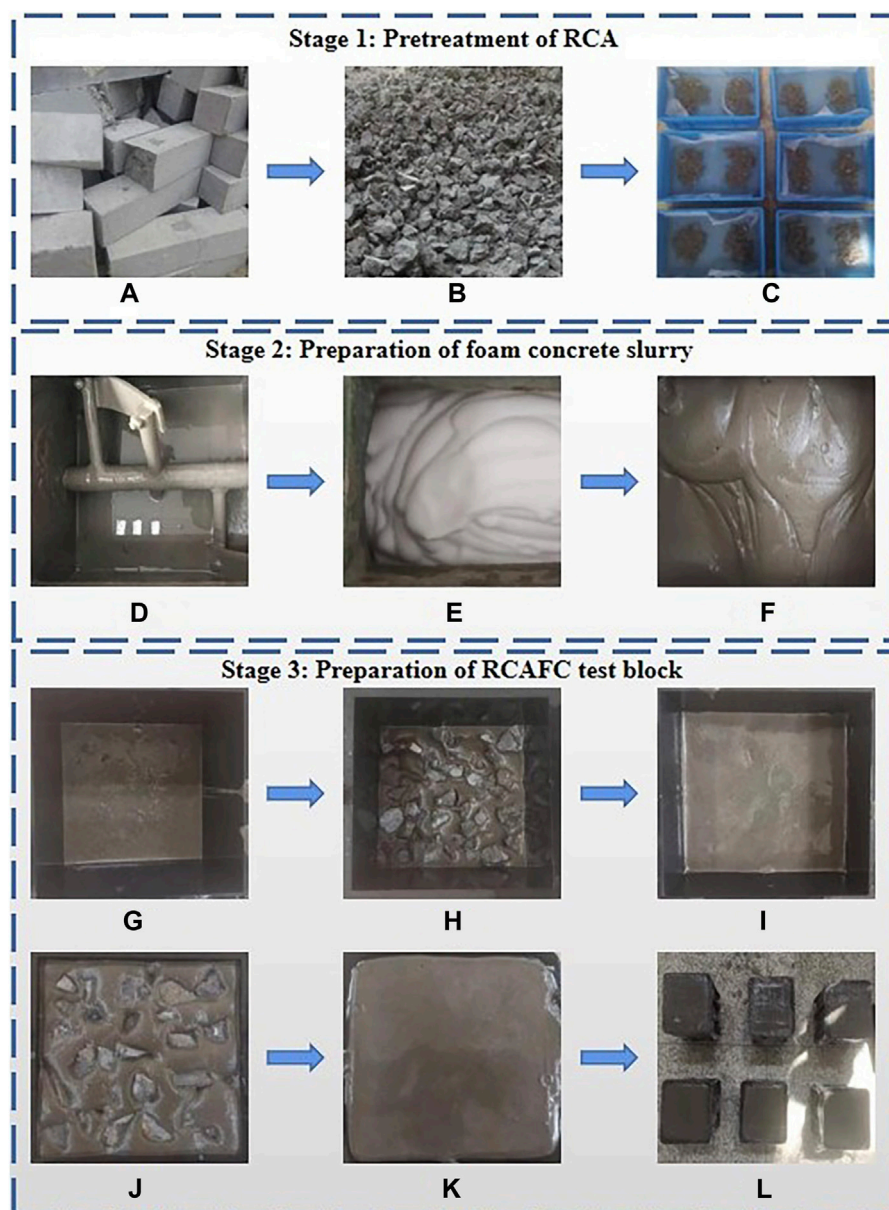 Stage 1: Pretreatment of RCA
A
B
C
Stage 2: Preparation of foam concrete slurry
D
E
F
Stage 3: Preparation of RCAFC test block
G
H
I
J
K
L